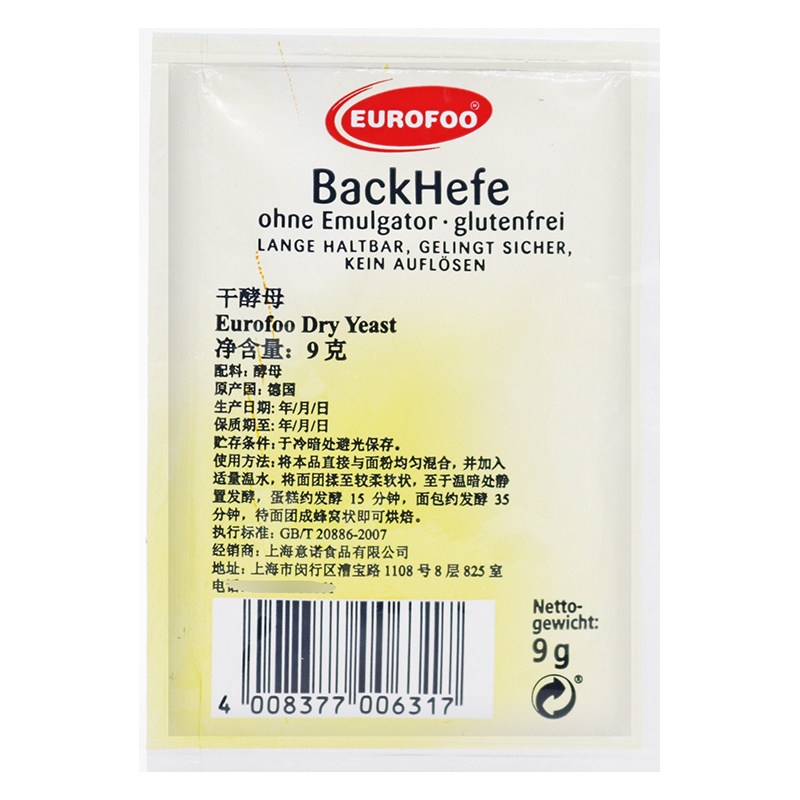 EUROFOO
BackHefe
ohne Emulgator · glutenfrei
LANGE HALTBAR, GELINGT SICHER,
KEIN AUFLÖSEN
干酵母
Eurofoo Dry Yeast
净含量：9 克
配料: 酵母
原产国: 德国
生产日期: 年/月/日
保质期至: 年/月/日
贮存条件: 于冷暗处避光保存。
使用方法: 将本品直接与面粉均匀混合，并加入
适量温水，将面团揉至较柔软状，至于温暗处静
置发酵，蛋糕约发酵 15 分钟，面包约发酵 35
分钟，待面团成蜂窝状即可烘焙。
执行标准: GB/T 20886-2007
经销商: 上海意诺食品有限公司
地址: 上海市闵行区漕宝路 1108 号 8 层 825 室
电话:
Netto-
gewicht:
9 g
®
4 008377 006317